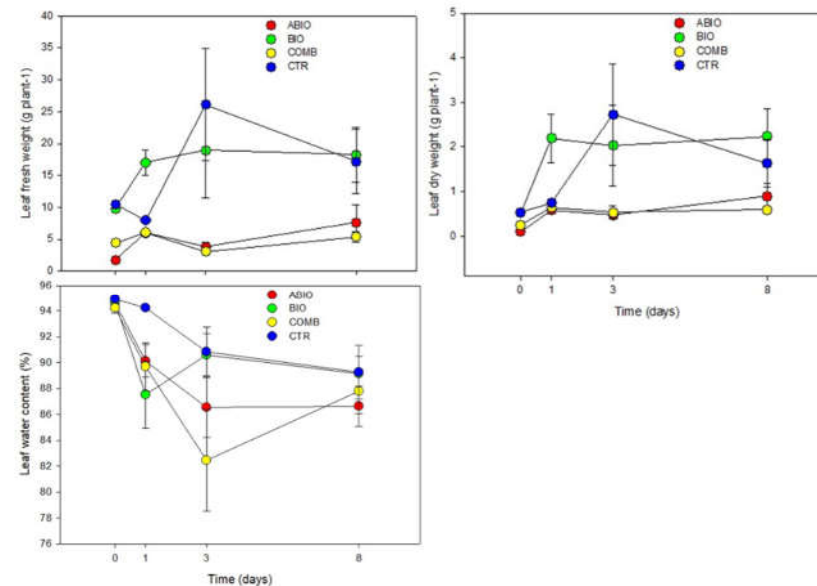 Leaf fresh weight (g plant-1)
40
35
30
25
20
15
10
5
0
ABIO
BIO
COMB
CTR
Leaf dry weight (g plant-1)
5
4
3
2
1
0
ABIO
BIO
COMB
CTR
0 1 3 8
Time (days)
Leaf water content (%)
96
94
92
90
88
86
84
82
80
78
76
ABIO
BIO
COMB
CTR
0 1 3 8
Time (days)